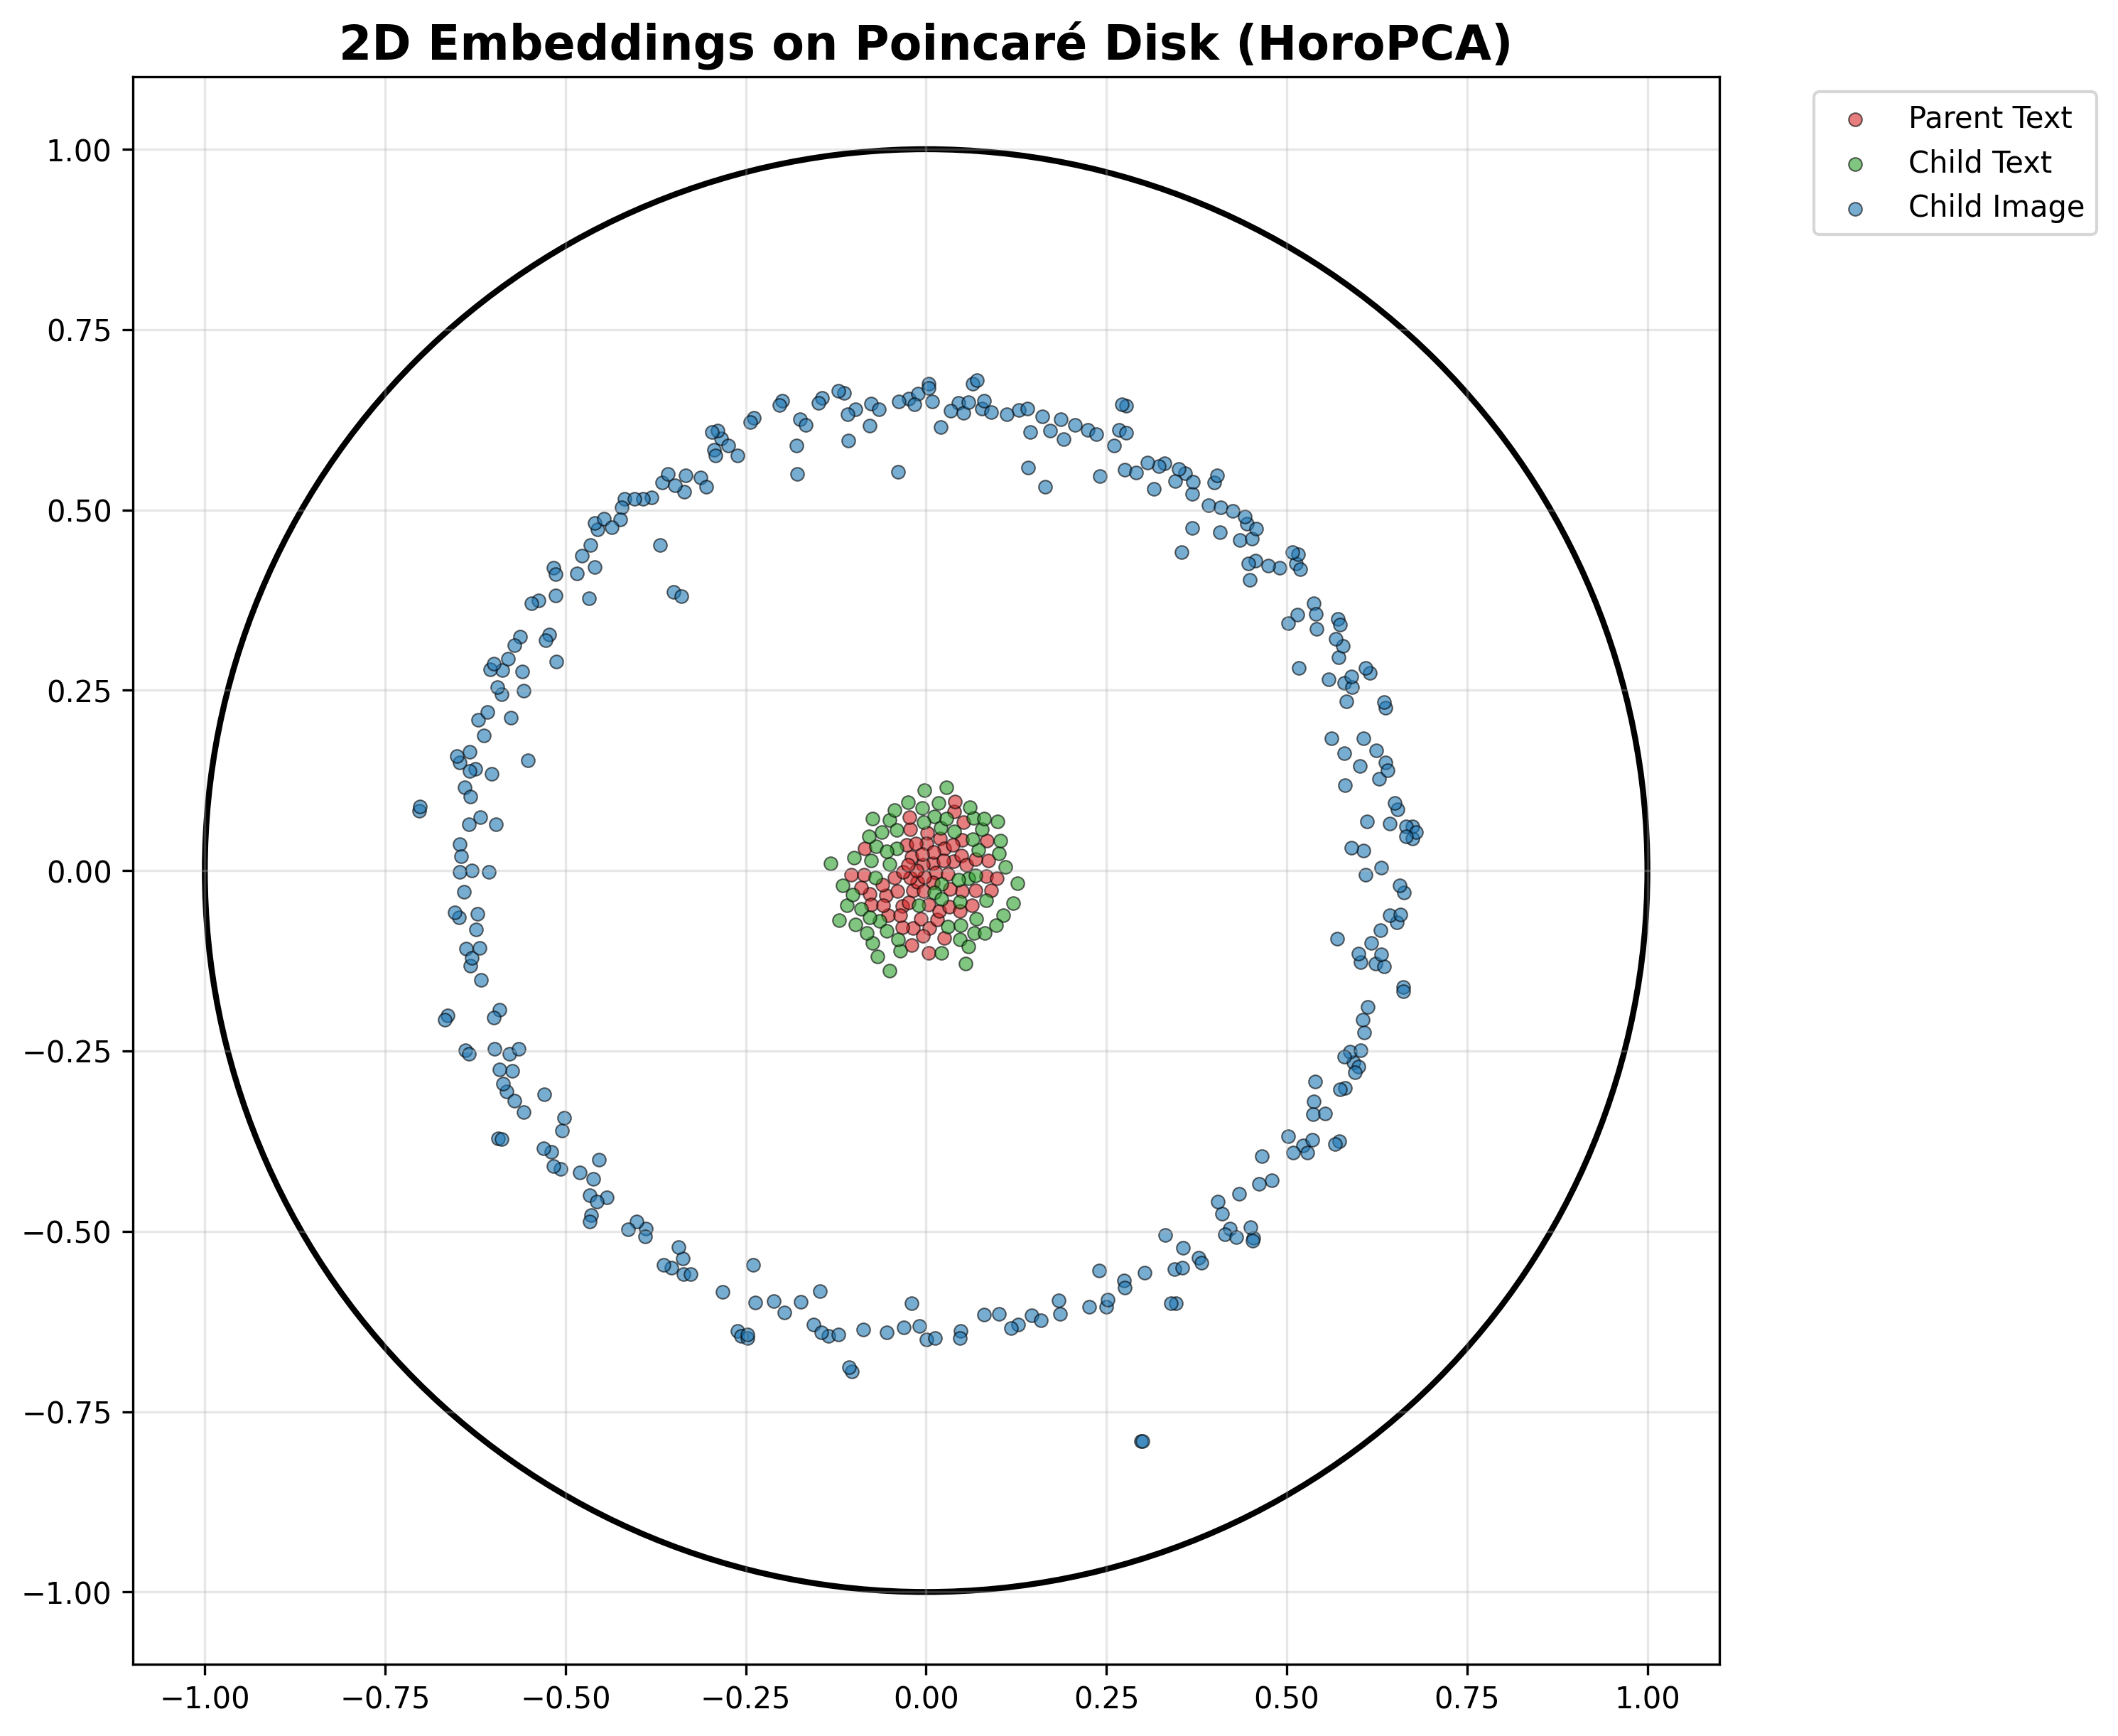 2D Embeddings on Poincaré Disk (HoroPCA)
Parent Text
Child Text
Child Image
1.00
0.75
0.50
0.25
0.00
−0.25
−0.50
−0.75
−1.00
−1.00 −0.75 −0.50 −0.25 0.00 0.25 0.50 0.75 1.00